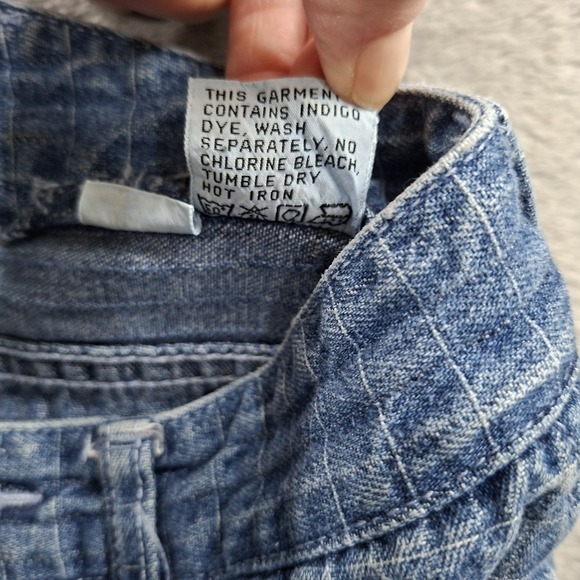 THIS GARMENT
CONTAINS INDIGO
DYE, WASH
SEPARATELY, NO
CHLORINE BLEACH,
TUMBLE DRY
HOT IRON